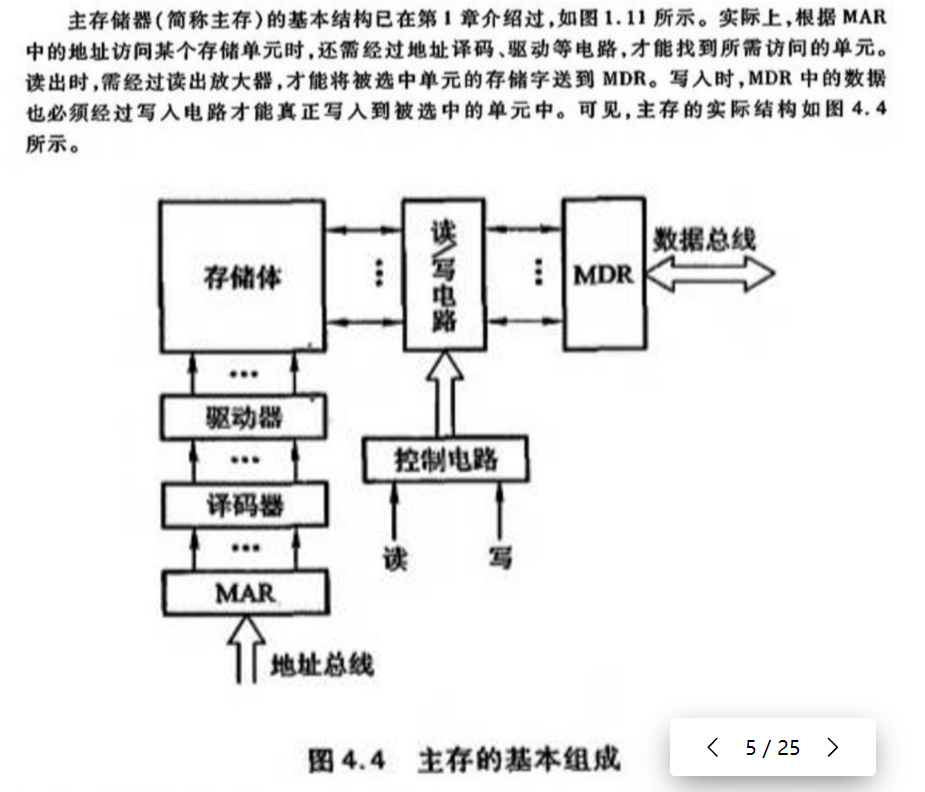 主存储器(简称主存)的基本结构已在第1章介绍过,如图1.11所示。实际上,根据MAR
中的地址访问某个存储单元时,还需经过地址译码、驱动等电路,才能找到所需访问的单元。
读出时,需经过读出放大器,才能将被选中单元的存储字送到MDR。写入时,MDR中的数据
也必须经过写入电路才能真正写入到被选中的单元中。可见,主存的实际结构如图4.4
所示。
存储体
读/写电路
MDR
数据总线
驱动器
控制电路
译码器
读
写
MAR
地址总线
图4.4 主存的基本组成
5 / 25